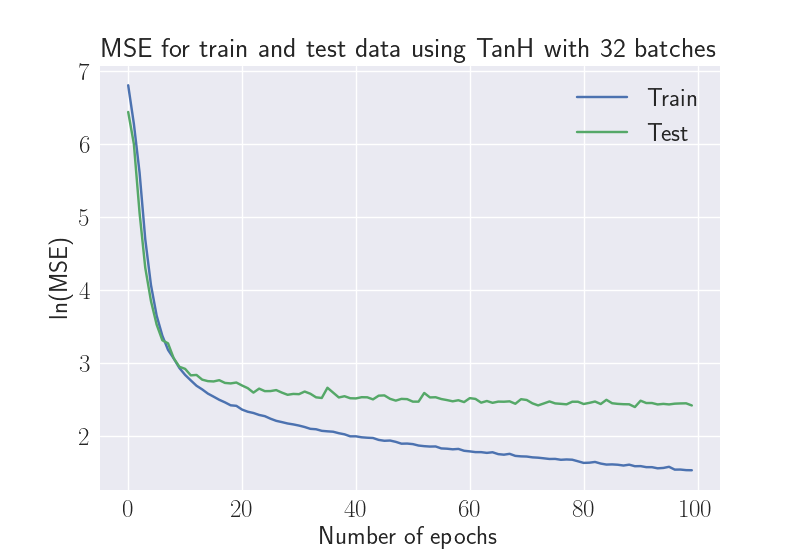 MSE for train and test data using TanH with 32 batches
7
6
5
4
3
2
ln(MSE)
Train
Test
0 20 40 60 80 100
Number of epochs